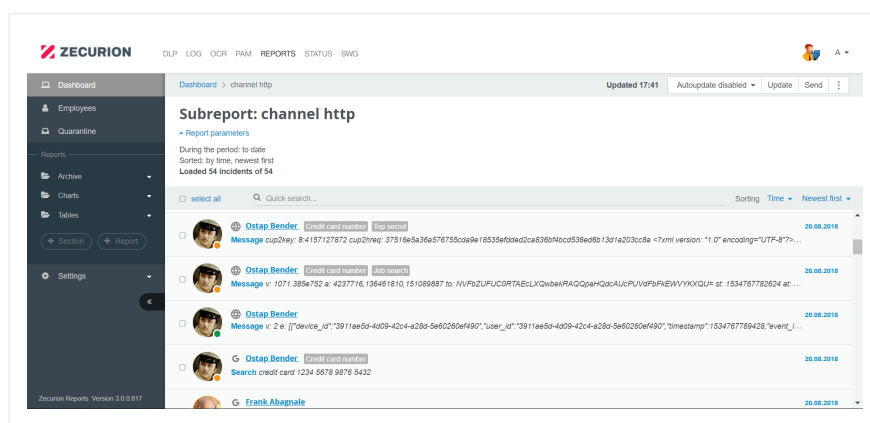 ZECURION DLP LOG OCR PAM REPORTS STATUS SWG A
Dashboard
Employees
Quarantine
Reports
Archive
Charts
Tables
+ Section + Report
Settings
«
Zecurion Reports. Version 3.0.0.617
Dashboard > channel http Updated 17:41 Autoupdate disabled Update Send
Subreport: channel http
Report parameters
During the period: to date
Sorted: by time, newest first
Loaded 54 incidents of 54
select all Quick search... Sorting Time Newest first
Ostap Bender Credit card number Top secret 20.08.2018
Message cup2key: 8:4157127872 cup2hreq: 37516e5a36a576755cda9e18535efdded2ca836bf4bcd536ed6b13d1a203cc8a <?xml version: "1.0" encoding="UTF-8"?>...
Ostap Bender Credit card number Job search 20.08.2018
Message v: 1071.385e752 a: 4237716,136461810,151089887 to: NVFbZUFUC0RTAEcLXQwbekRAQQpaHQdcAUcPUVdFbFkEWVYKXQU= st: 1534767782624 at: ...
Ostap Bender 20.08.2018
Message v: 2 e: [{"device_id":"3911ae5d-4d09-42c4-a28d-5e60260ef490","user_id":"3911ae5d-4d09-42c4-a28d-5e60260ef490","timestamp":1534767789428,"event_i...
Ostap Bender Credit card number 20.08.2018
Search credit card 1234 5678 9876 5432
Frank Abagnale 20.08.2018